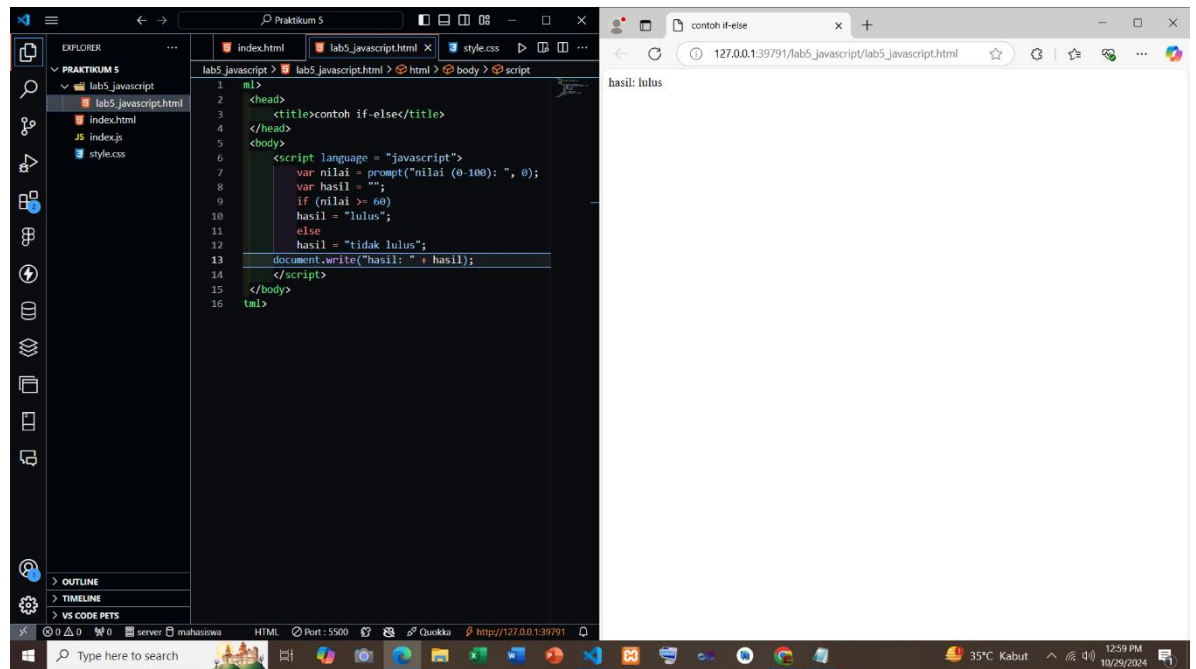 Praktikum 5
EXPLORER
index.html
lab5_javascript.html
style.css
PRAKTIKUM 5
lab5_javascript
lab5_javascript.html
index.html
JS index.js
style.css
lab5_javascript > lab5_javascript.html > html > body > script
1 ml>
2 <head>
3 <title>contoh if-else</title>
4 </head>
5 <body>
6 <script language = "javascript">
7 var nilai = prompt("nilai (0-100): ", 0);
8 var hasil = "";
9 if (nilai >= 60)
10 hasil = "lulus";
11 else
12 hasil = "tidak lulus";
13 document.write("hasil: " + hasil);
14 </script>
15 </body>
16 tml>
OUTLINE
TIMELINE
VS CODE PETS
0 0 0 server mahasiswa HTML Port : 5500 Quokka http://127.0.0.1:39791
contoh if-else
127.0.0.1:39791/lab5_javascript/lab5_javascript.html
hasil: lulus
Type here to search
35°C Kabut
12:59 PM
10/29/2024